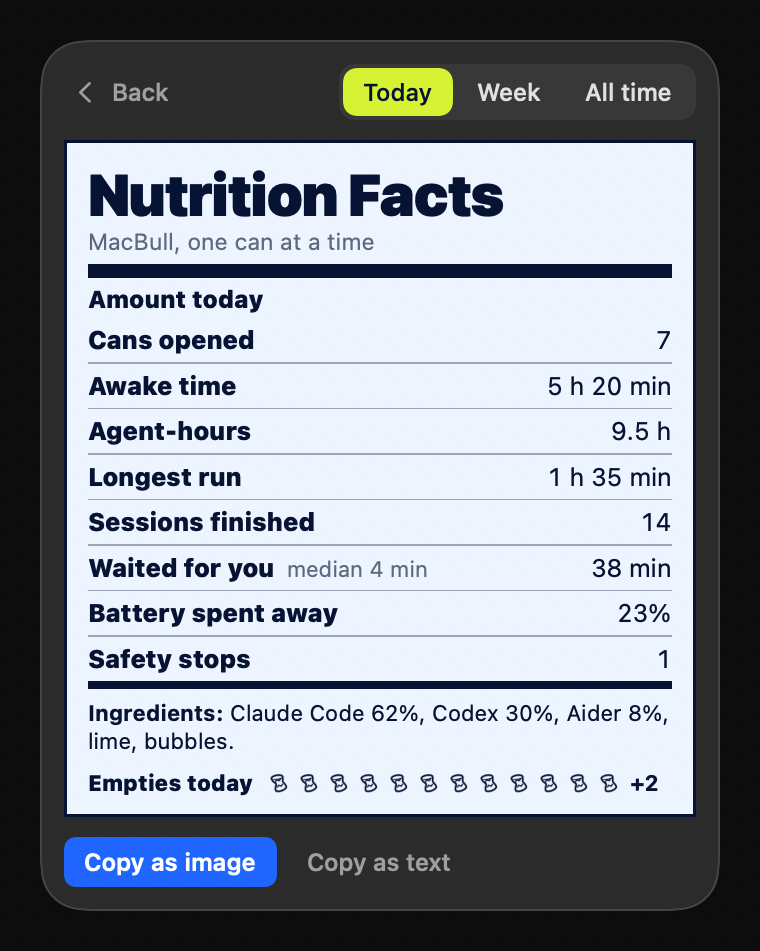 Back
Today Week All time
Nutrition Facts
MacBull, one can at a time
Amount today
Cans opened 7
Awake time 5 h 20 min
Agent-hours 9.5 h
Longest run 1 h 35 min
Sessions finished 14
Waited for you median 4 min 38 min
Battery spent away 23%
Safety stops 1
Ingredients: Claude Code 62%, Codex 30%, Aider 8%,
lime, bubbles.
Empties today +2
Copy as image Copy as text